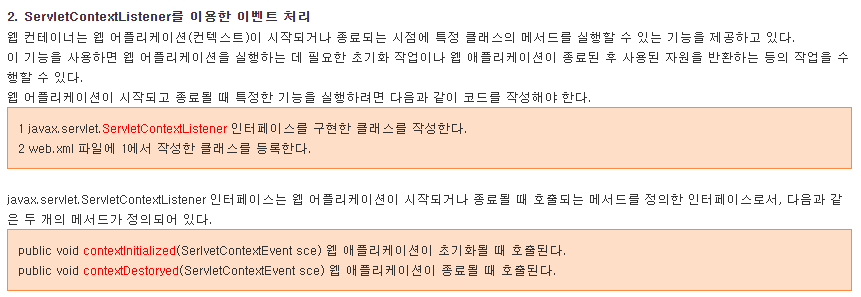 2. ServletContextListener를 이용한 이벤트 처리
웹 컨테이너는 웹 어플리케이션(컨텍스트)이 시작되거나 종료되는 시점에 특정 클래스의 메서드를 실행할 수 있는 기능을 제공하고 있다.
이 기능을 사용하면 웹 어플리케이션을 실행하는 데 필요한 초기화 작업이나 웹 애플리케이션이 종료된 후 사용된 자원을 반환하는 등의 작업을 수
행할 수 있다.
웹 어플리케이션이 시작되고 종료될 때 특정한 기능을 실행하려면 다음과 같이 코드를 작성해야 한다.
1 javax.servlet.ServletContextListener 인터페이스를 구현한 클래스를 작성한다.
2 web.xml 파일에 1에서 작성한 클래스를 등록한다.
javax.servlet.ServletContextListener 인터페이스는 웹 어플리케이션이 시작되거나 종료될 때 호출되는 메서드를 정의한 인터페이스로서, 다음과 같
은 두 개의 메서드가 정의되어 있다.
public void contextInitialized(SerlvetContextEvent sce) 웹 애플리케이션이 초기화될 때 호출된다.
public void contextDestoryed(ServletContextEvent sce) 웹 애플리케이션이 종료될 때 호출된다.